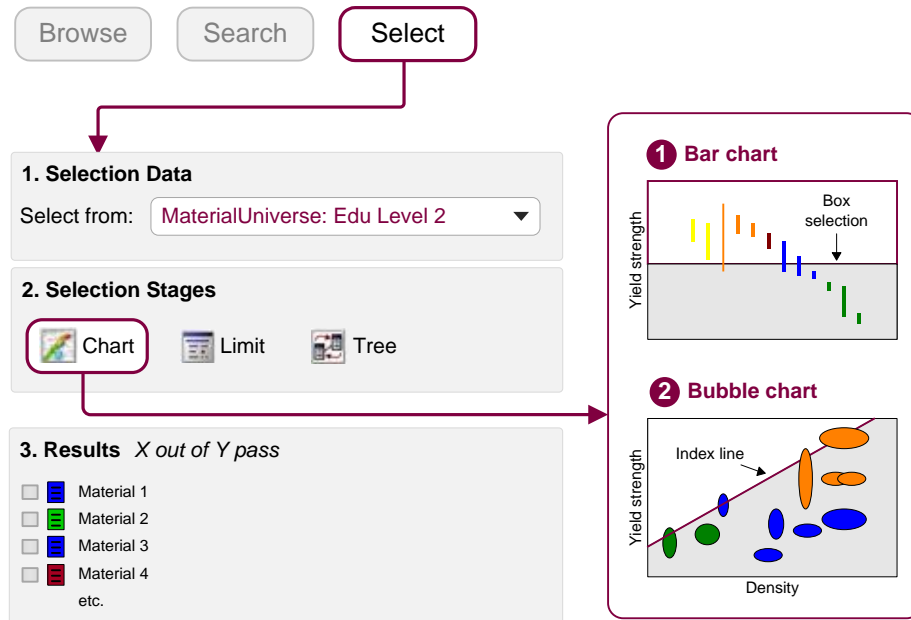 Browse
Search
Select
1. Selection Data
Select from: MaterialUniverse: Edu Level 2
2. Selection Stages
Chart
Limit
Tree
3. Results X out of Y pass
Material 1
Material 2
Material 3
Material 4
etc.
1 Bar chart
Yield strength
Box
selection
2 Bubble chart
Yield strength
Index line
Density